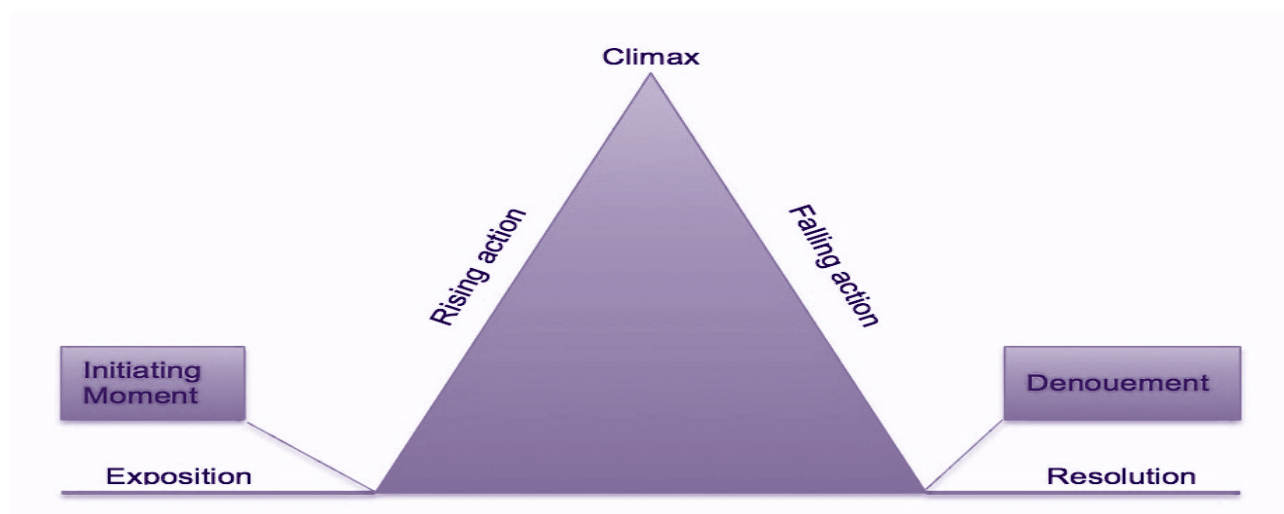 Climax
Rising action
Falling action
Initiating
Moment
Denouement
Exposition
Resolution